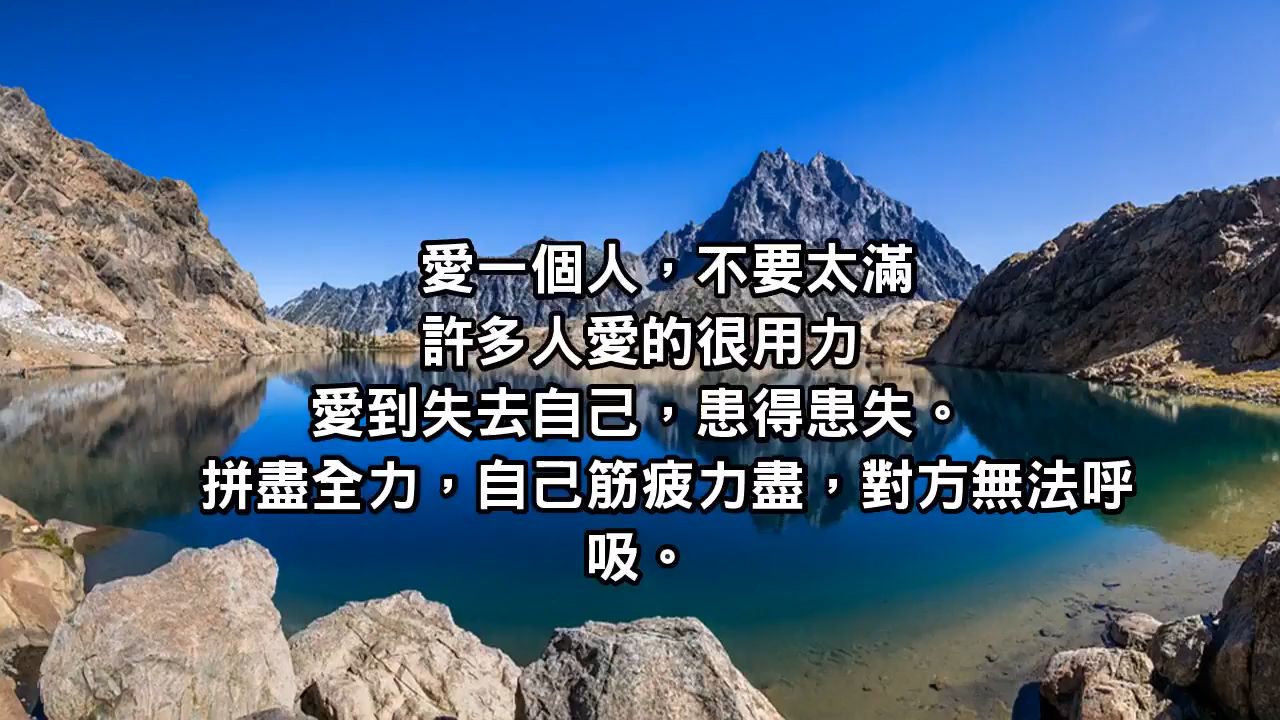 愛一個人，不要太滿
許多人愛的很用力
愛到失去自己，患得患失。
拼盡全力，自己筋疲力盡，對方無法呼
吸。